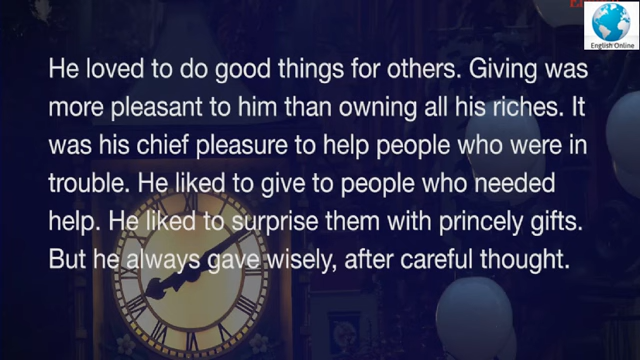 English Online
He loved to do good things for others. Giving was
more pleasant to him than owning all his riches. It
was his chief pleasure to help people who were in
trouble. He liked to give to people who needed
help. He liked to surprise them with princely gifts.
But he always gave wisely, after careful thought.